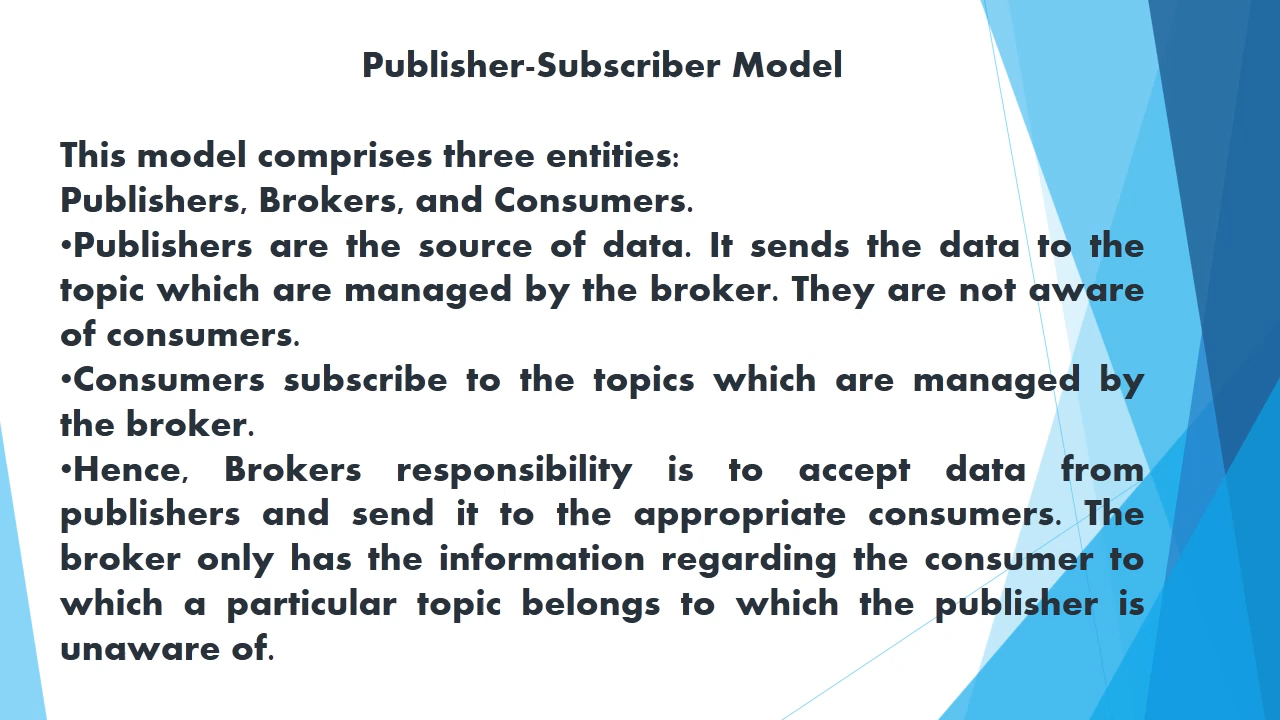 Publisher-Subscriber Model
This model comprises three entities:
Publishers, Brokers, and Consumers.
•Publishers are the source of data. It sends the data to the
topic which are managed by the broker. They are not aware
of consumers.
•Consumers subscribe to the topics which are managed by
the broker.
•Hence, Brokers responsibility is to accept data from
publishers and send it to the appropriate consumers. The
broker only has the information regarding the consumer to
which a particular topic belongs to which the publisher is
unaware of.